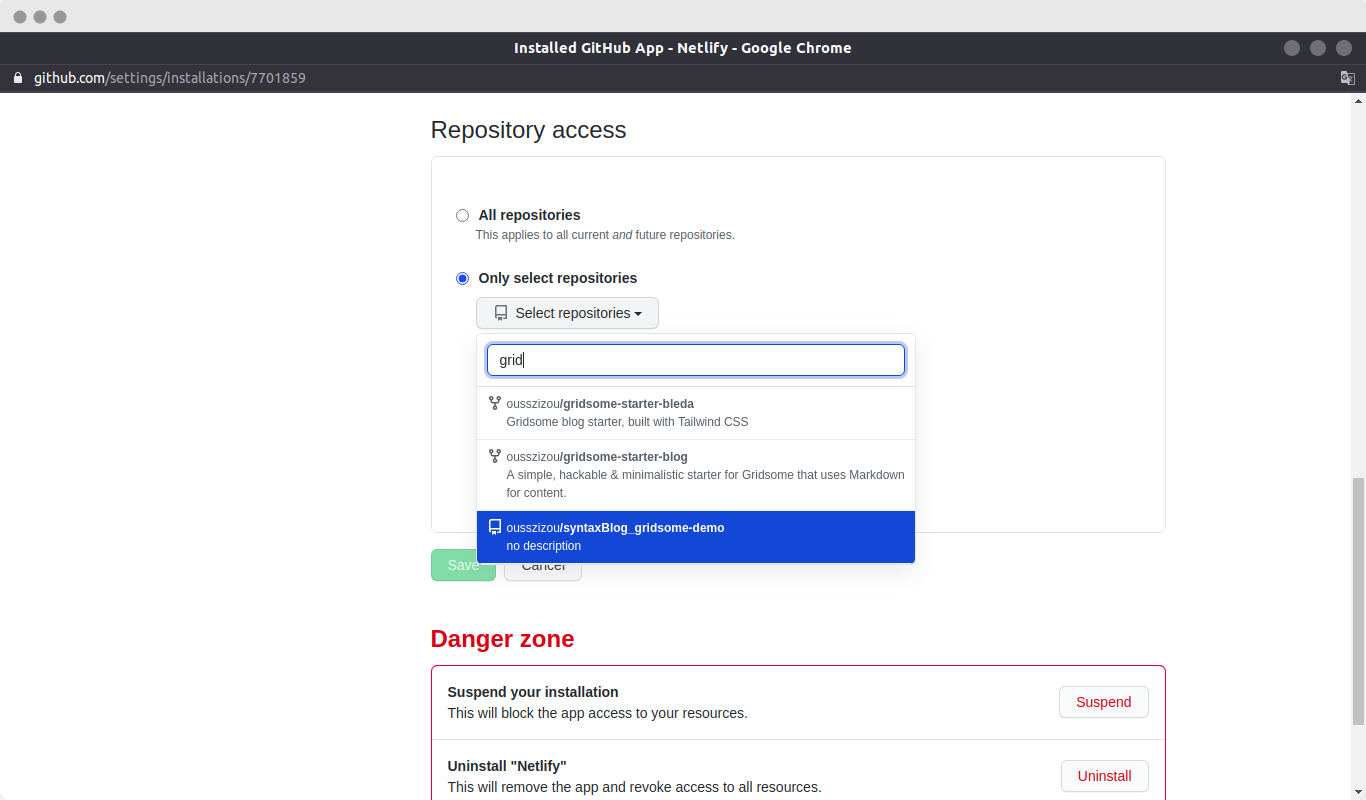 Installed GitHub App - Netlify - Google Chrome
github.com/settings/installations/7701859
Repository access
All repositories
This applies to all current and future repositories.
Only select repositories
Select repositories
grid
ousszizou/gridsome-starter-bleda
Gridsome blog starter, built with Tailwind CSS
ousszizou/gridsome-starter-blog
A simple, hackable & minimalistic starter for Gridsome that uses Markdown
for content.
ousszizou/syntaxBlog_gridsome-demo
no description
Save Cancel
Danger zone
Suspend your installation
This will block the app access to your resources.
Suspend
Uninstall "Netlify"
This will remove the app and revoke access to all resources.
Uninstall